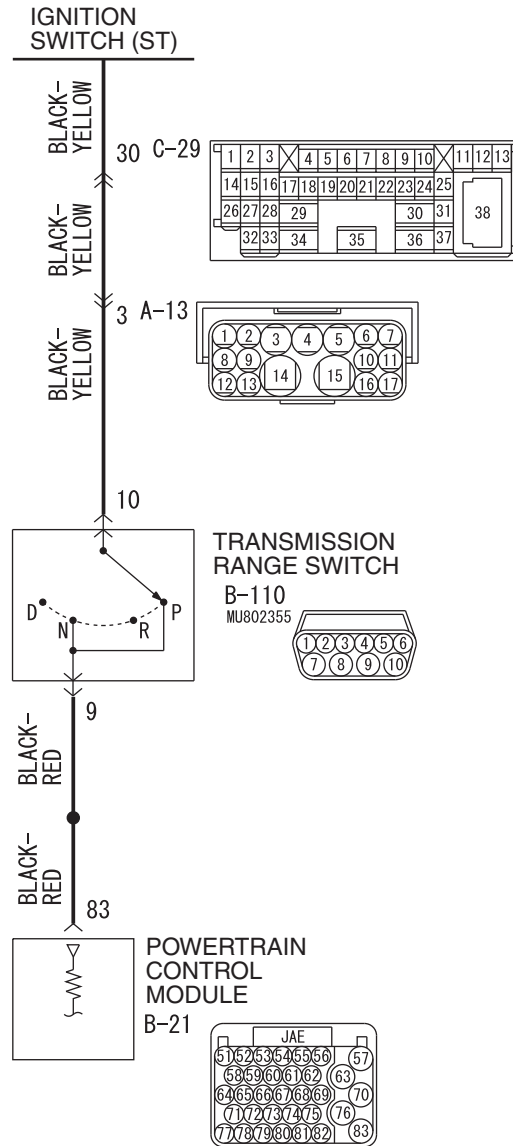 IGNITION
SWITCH (ST)
BLACK-
YELLOW
30 C-29
1 2 3 4 5 6 7 8 9 10 11 12 13
14 15 16 17 18 19 20 21 22 23 24 25
26 27 28 29 30 31 38
32 33 34 35 36 37
BLACK-
YELLOW
3 A-13
1 2 3 4 5 6 7
8 9 10 11
12 13 14 15 16 17
BLACK-
YELLOW
10
TRANSMISSION
RANGE SWITCH
B-110
MU802355
1 2 3 4 5 6
7 8 9 10
D N R P
9
BLACK-
RED
BLACK-
RED
83
POWERTRAIN
CONTROL
MODULE
B-21
JAE
51 52 53 54 55 56 57
58 59 60 61 62 63
64 65 66 67 68 69 70
71 72 73 74 75 76
77 78 79 80 81 82 83